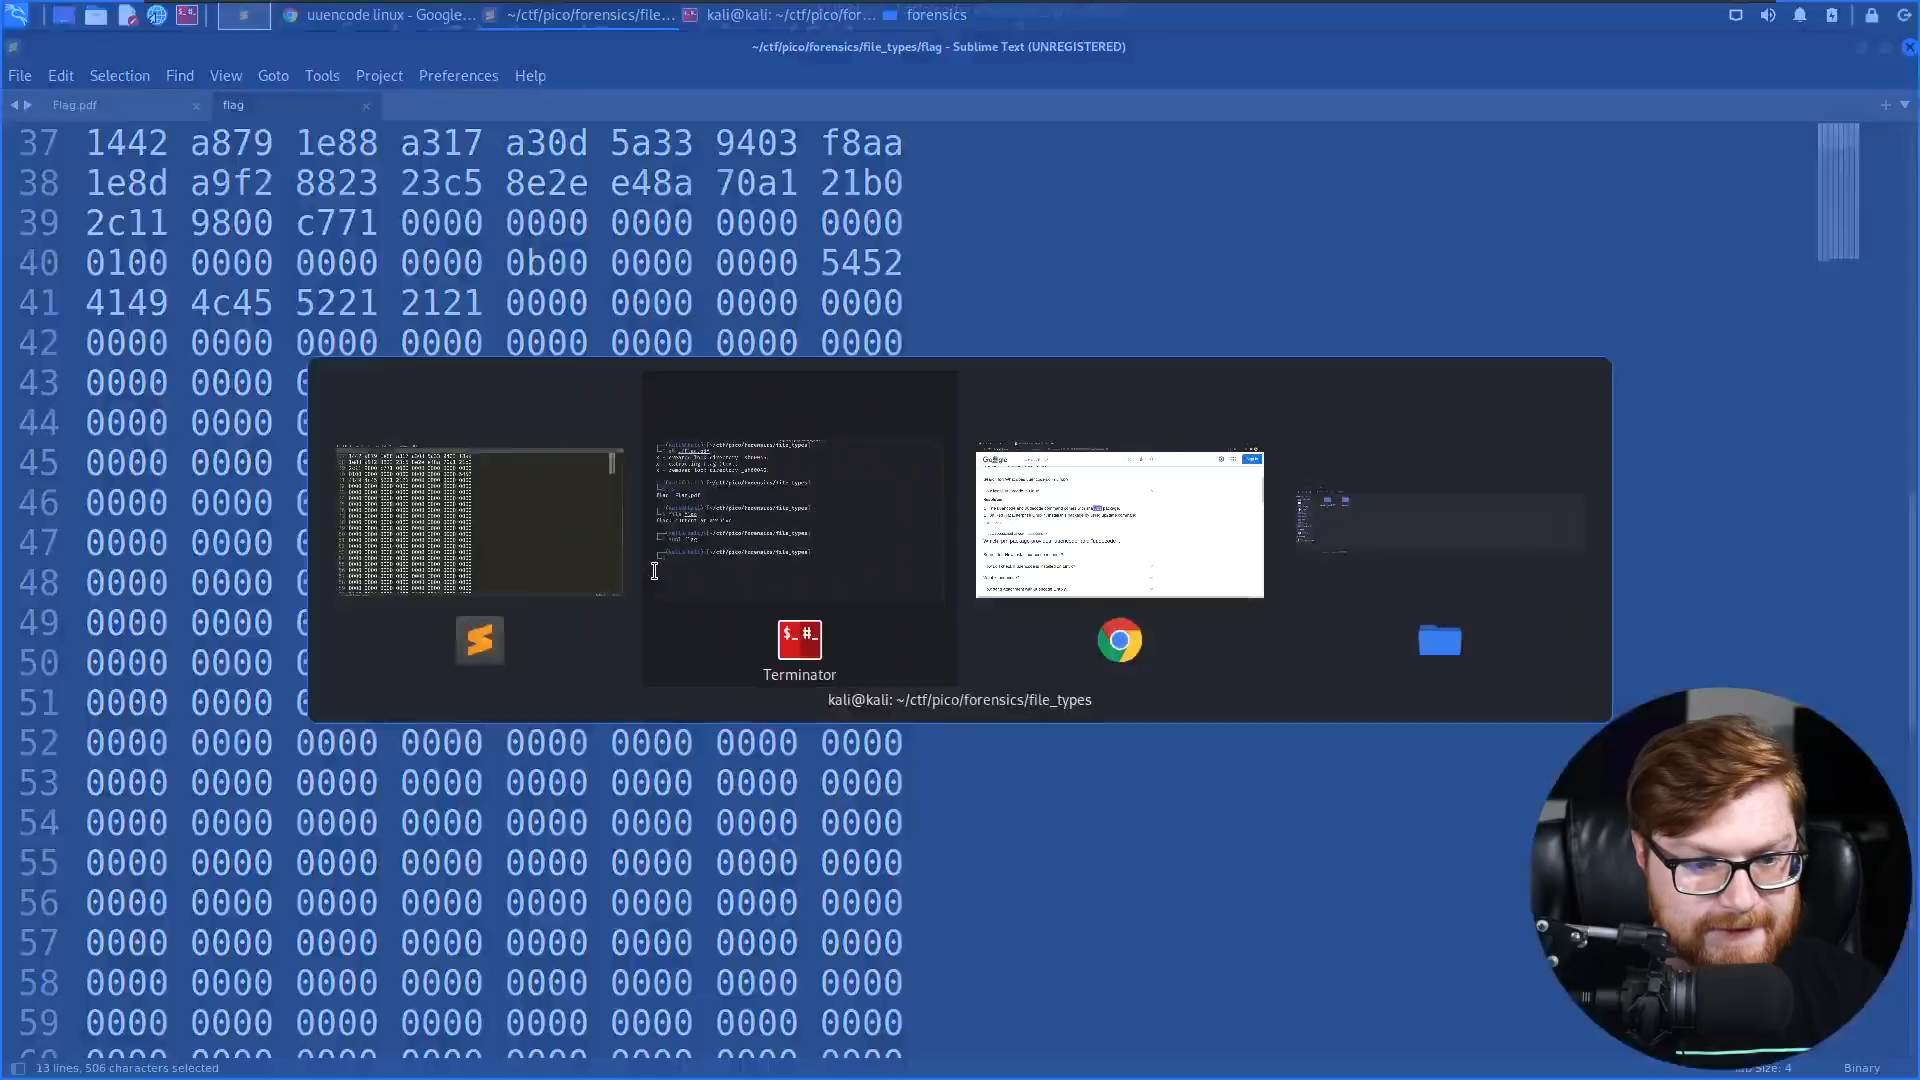 uuencode linux - Google...
~/ctf/pico/forensics/file...
kali@kali: ~/ctf/pico/for...
forensics
~/ctf/pico/forensics/file_types/flag - Sublime Text (UNREGISTERED)
File Edit Selection Find View Goto Tools Project Preferences Help
Flag.pdf
flag
37 1442 a879 1e88 a317 a30d 5a33 9403 f8aa
38 1e8d a9f2 8823 23c5 8e2e e48a 70a1 21b0
39 2c11 9800 c771 0000 0000 0000 0000 0000
40 0100 0000 0000 0000 0b00 0000 0000 5452
41 4149 4c45 5221 2121 0000 0000 0000 0000
42 0000 0000 0000 0000 0000 0000 0000 0000
43 0000
44 0000
45 0000
46 0000
47 0000
48 0000
49 0000
50 0000
51 0000
Terminator
kali@kali: ~/ctf/pico/forensics/file_types
52 0000 0000 0000 0000 0000 0000 0000 0000
53 0000 0000 0000 0000 0000 0000 0000 0000
54 0000 0000 0000 0000 0000 0000 0000 0000
55 0000 0000 0000 0000 0000 0000 0000 0000
56 0000 0000 0000 0000 0000 0000 0000 0000
57 0000 0000 0000 0000 0000 0000 0000 0000
58 0000 0000 0000 0000 0000 0000 0000 0000
59 0000 0000 0000 0000 0000 0000 0000 0000
13 lines, 506 characters selected
Size: 4
Binary